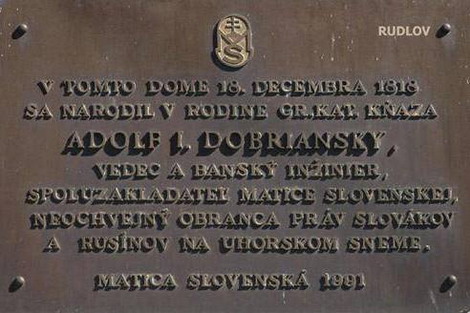 RUDLOV
MS
V TOMTO DOME 18. DECEMBRA 1818
SA NARODIL V RODINE GR.KAT. KŇAZA
ADOLF I. DOBRIANSKY,
VEDEC A BANSKÝ INŽINIER,
SPOLUZAKLADATEĽ MATICE SLOVENSKEJ,
NEOCHVEJNÝ OBRANCA PRÁV SLOVÁKOV
A RUSÍNOV NA UHORSKOM SNEME.
MATICA SLOVENSKÁ 1991